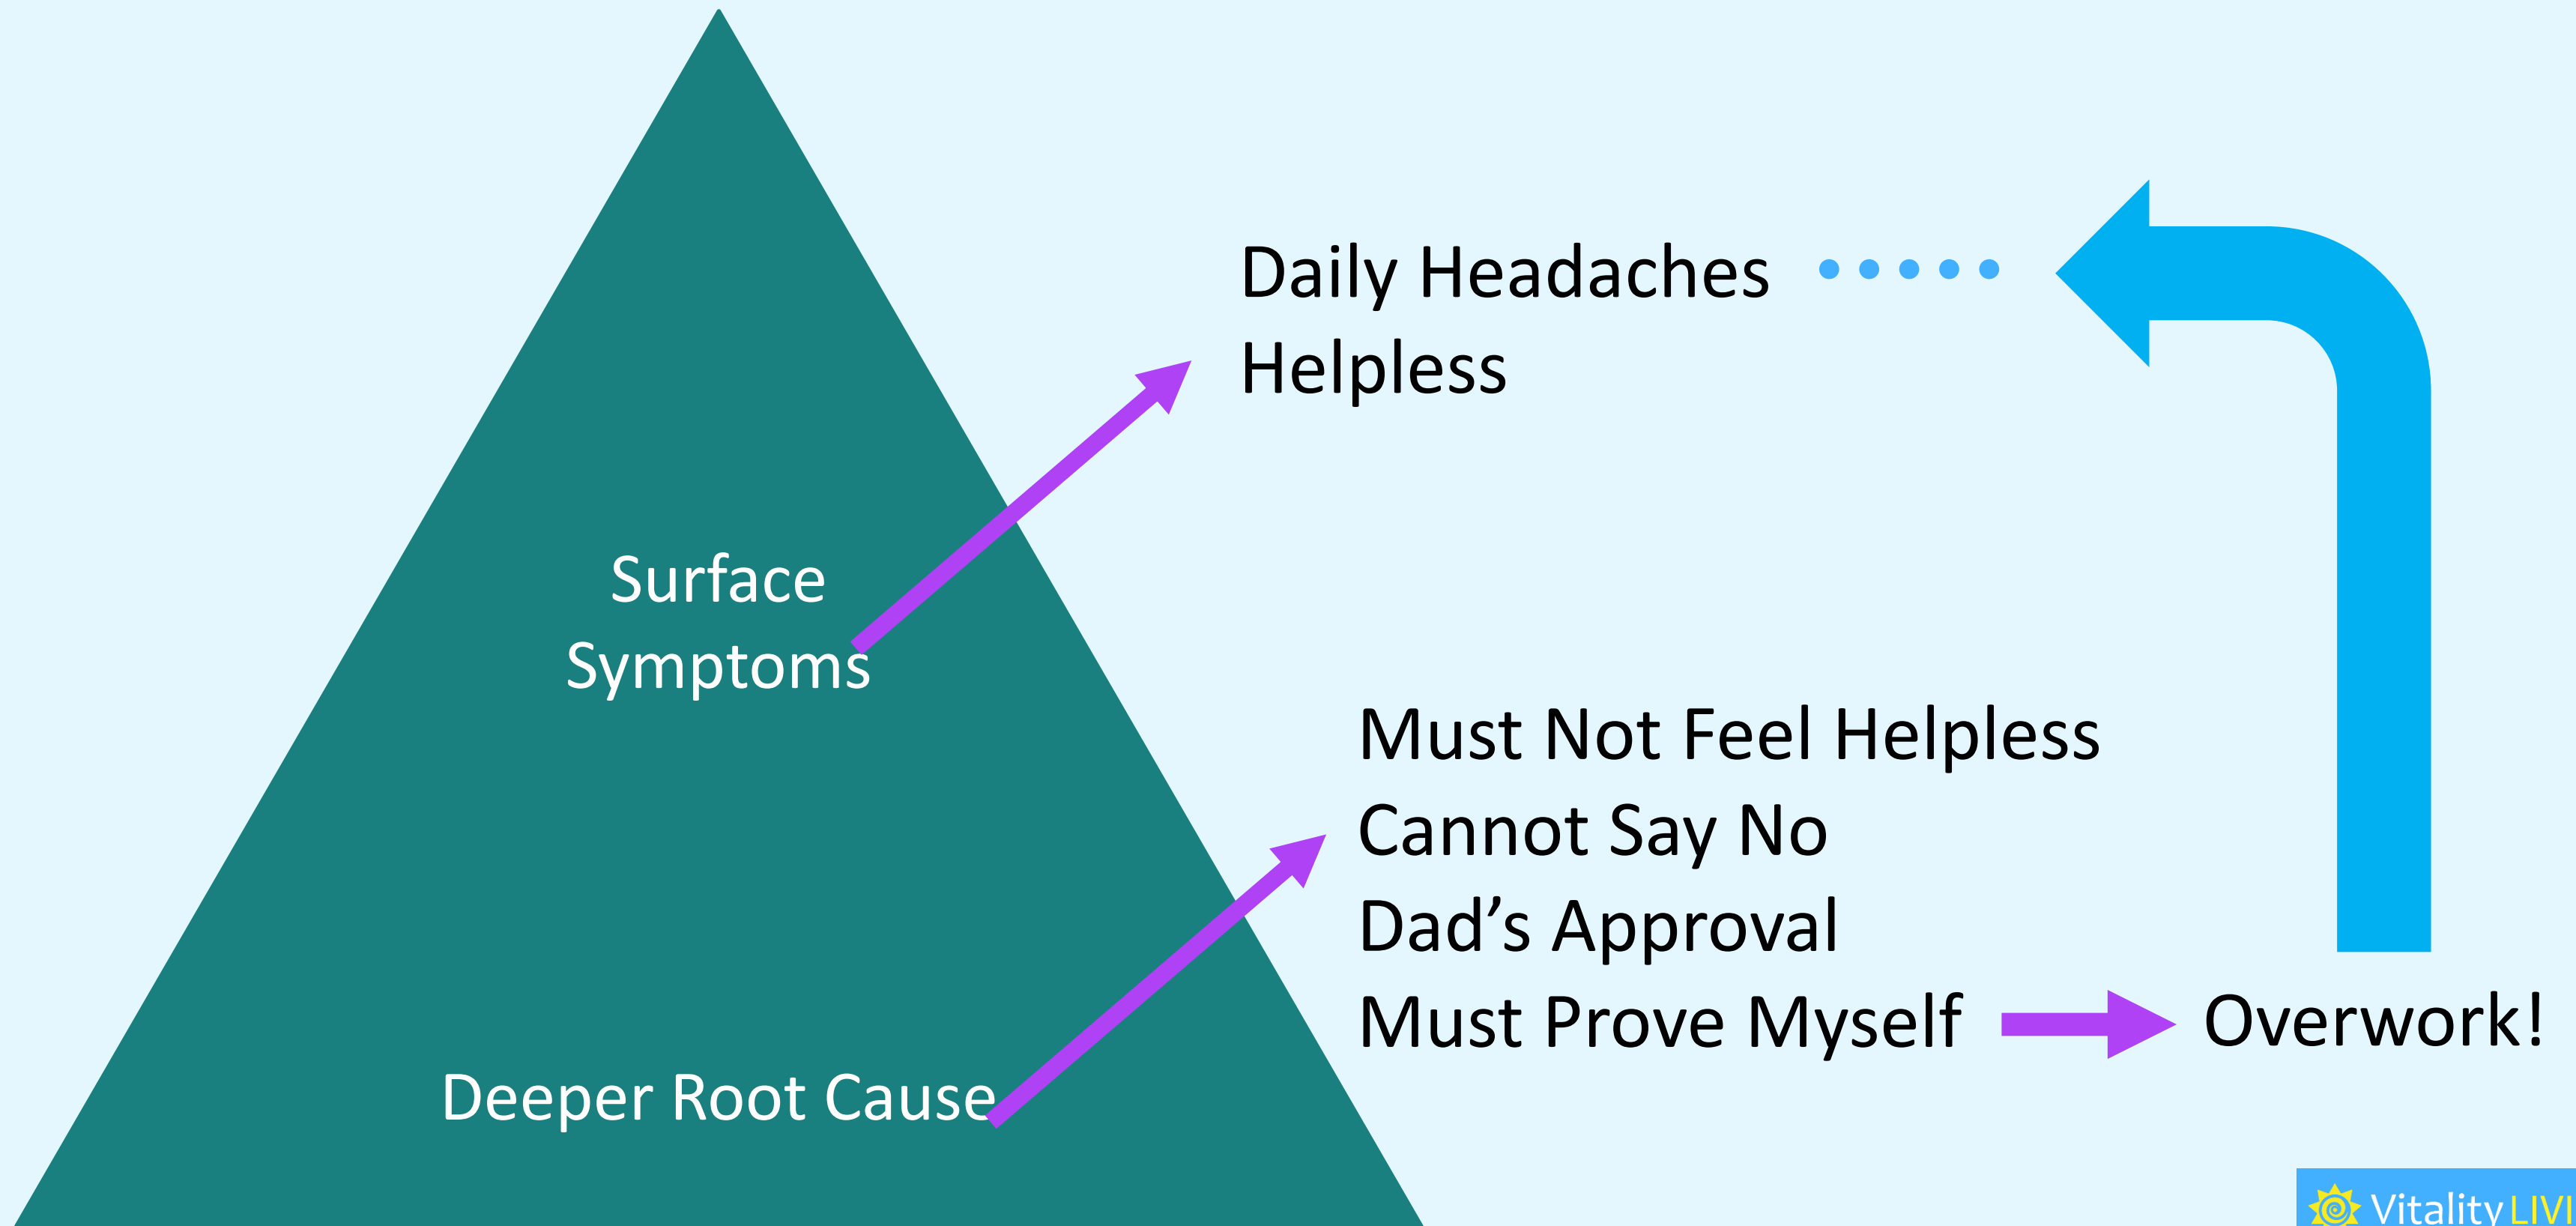 Daily Headaches
Helpless
Surface
Symptoms
Must Not Feel Helpless
Cannot Say No
Dad’s Approval
Must Prove Myself
Overwork!
Deeper Root Cause
Vitality LIVI